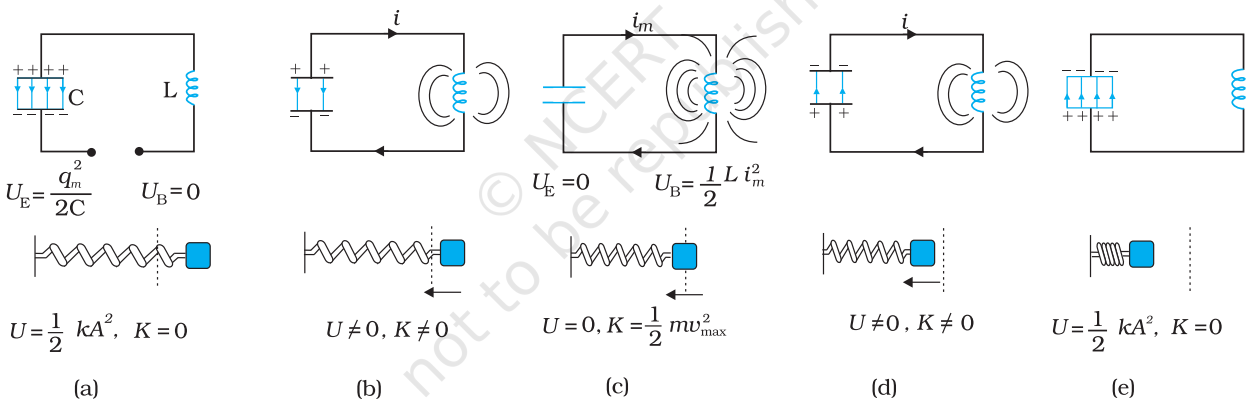 i
i_m
i
+ + + +
C
L
– – – –
+ +
– –
– –
+ +
– – – –
+ + + +
U_E = q_m^2 / 2C
U_B = 0
U_E = 0
U_B = 1/2 L i_m^2
U = 1/2 kA^2, K = 0
U ≠ 0, K ≠ 0
U = 0, K = 1/2 mv_max^2
U ≠ 0, K ≠ 0
U = 1/2 kA^2, K = 0
(a)
(b)
(c)
(d)
(e)
© NCERT
not to be republish